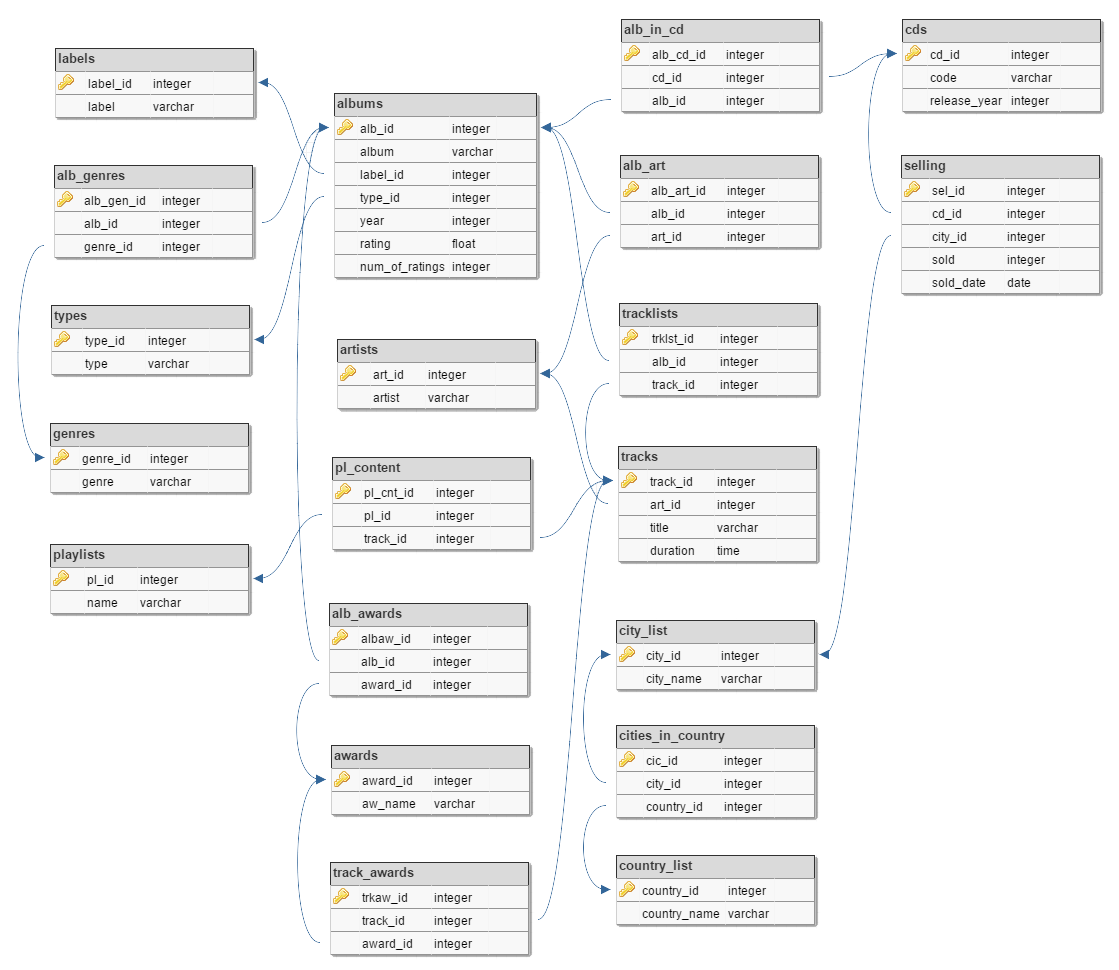 labels
label_id integer
label varchar
alb_genres
alb_gen_id integer
alb_id integer
genre_id integer
types
type_id integer
type varchar
genres
genre_id integer
genre varchar
playlists
pl_id integer
name varchar
albums
alb_id integer
album varchar
label_id integer
type_id integer
year integer
rating float
num_of_ratings integer
artists
art_id integer
artist varchar
pl_content
pl_cnt_id integer
pl_id integer
track_id integer
alb_awards
albaw_id integer
alb_id integer
award_id integer
awards
award_id integer
aw_name varchar
track_awards
trkaw_id integer
track_id integer
award_id integer
alb_in_cd
alb_cd_id integer
cd_id integer
alb_id integer
alb_art
alb_art_id integer
alb_id integer
art_id integer
tracklists
trklst_id integer
alb_id integer
track_id integer
tracks
track_id integer
art_id integer
title varchar
duration time
city_list
city_id integer
city_name varchar
cities_in_country
cic_id integer
city_id integer
country_id integer
country_list
country_id integer
country_name varchar
cds
cd_id integer
code varchar
release_year integer
selling
sel_id integer
cd_id integer
city_id integer
sold integer
sold_date date